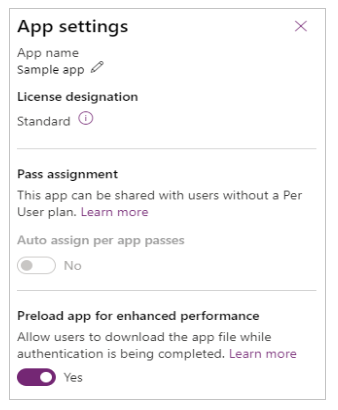 App settings
App name
Sample app
License designation
Standard
Pass assignment
This app can be shared with users without a Per
User plan. Learn more
Auto assign per app passes
No
Preload app for enhanced performance
Allow users to download the app file while
authentication is being completed. Learn more
Yes